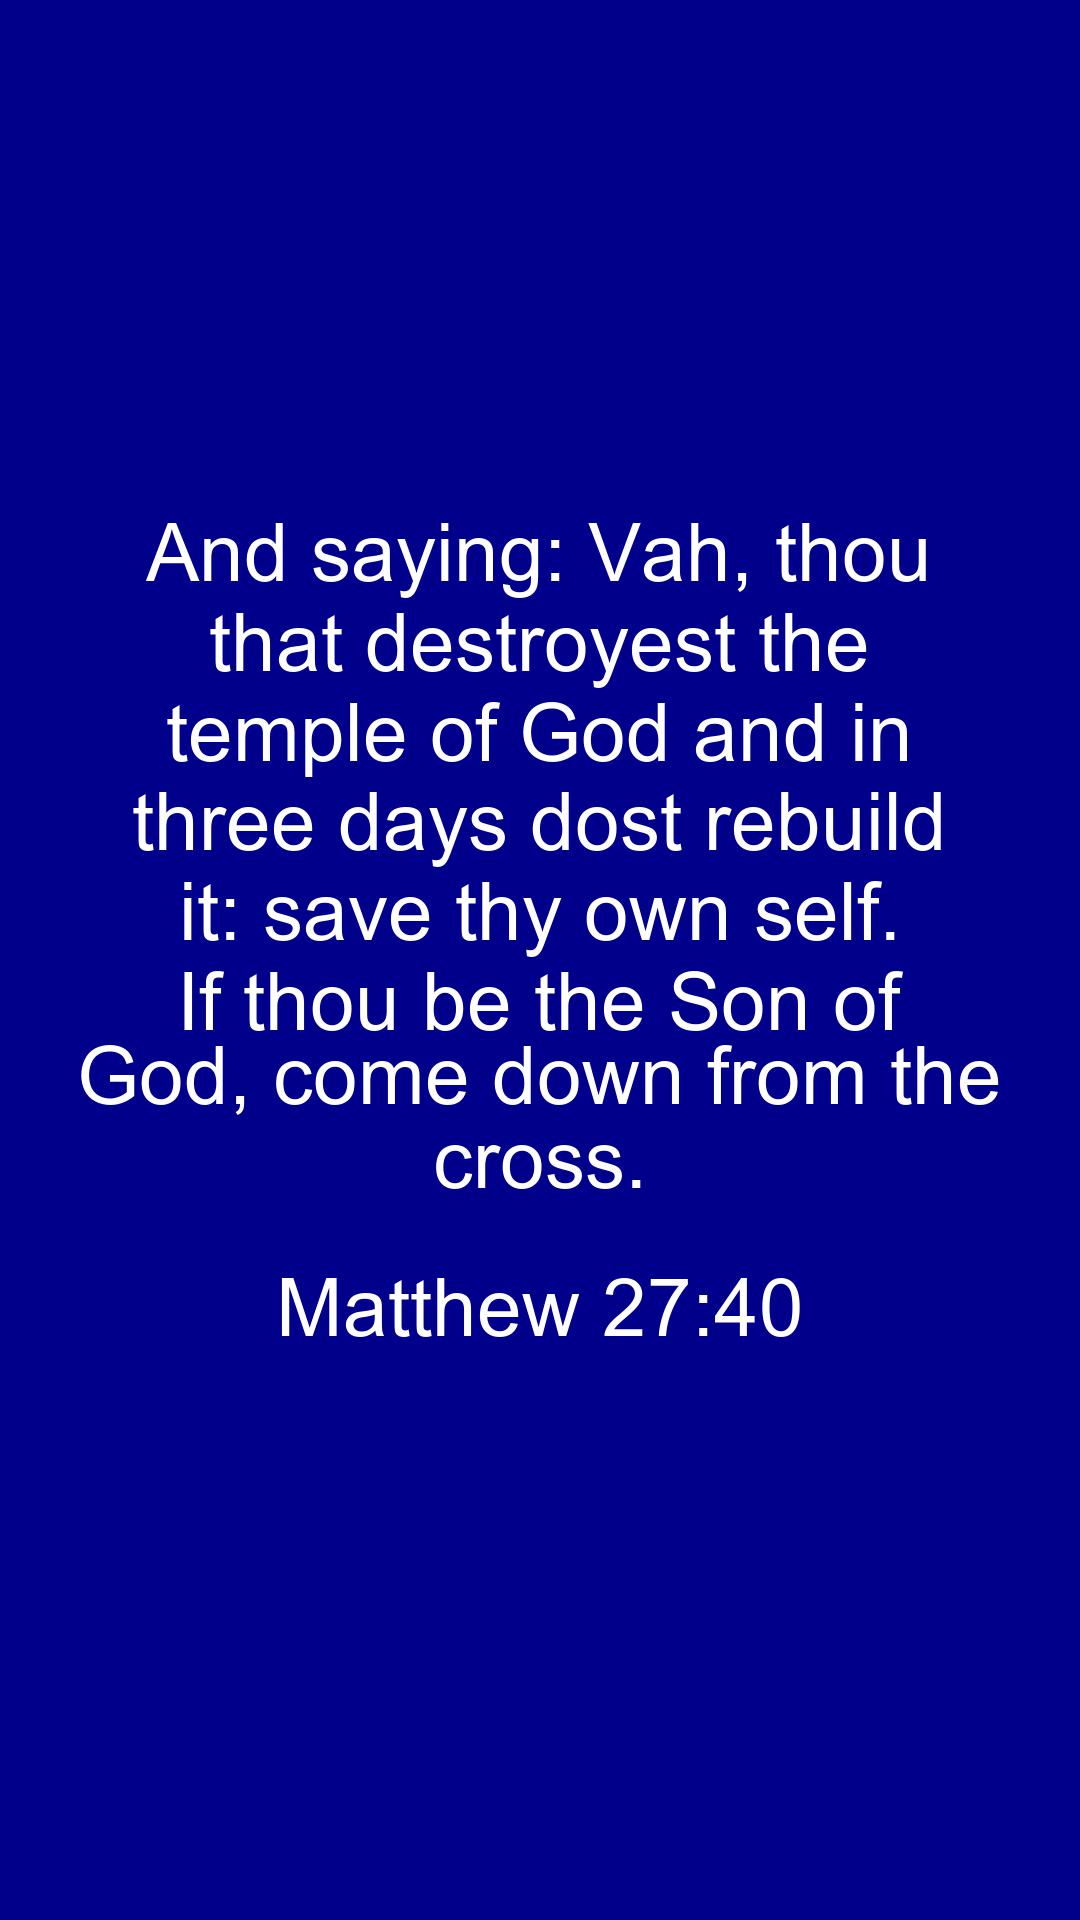 And saying: Vah, thou
that destroyest the
temple of God and in
three days dost rebuild
it: save thy own self.
If thou be the Son of
God, come down from the
cross.
Matthew 27:40